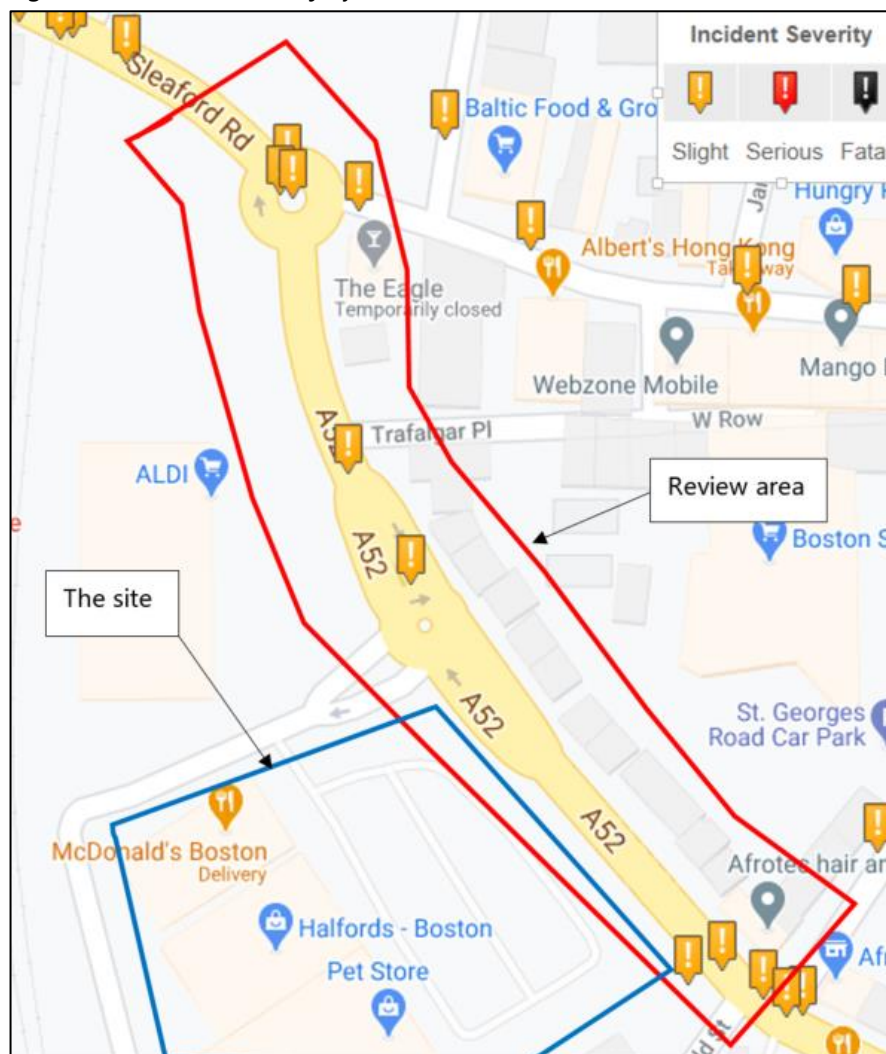 Incident Severity
Slight Serious
Sleaford Rd
Baltic Food & Gro
Hungry
Albert's Hong Kong
The Eagle
Temporarily closed
Webzone Mobile
Mango
W Row
Trafalgar Pl
A52
ALDI
Review area
Boston S
A52
The site
A52
St. Georges
Road Car Park
A52
McDonald's Boston
Delivery
Afrotec hair
Halfords - Boston
Pet Store